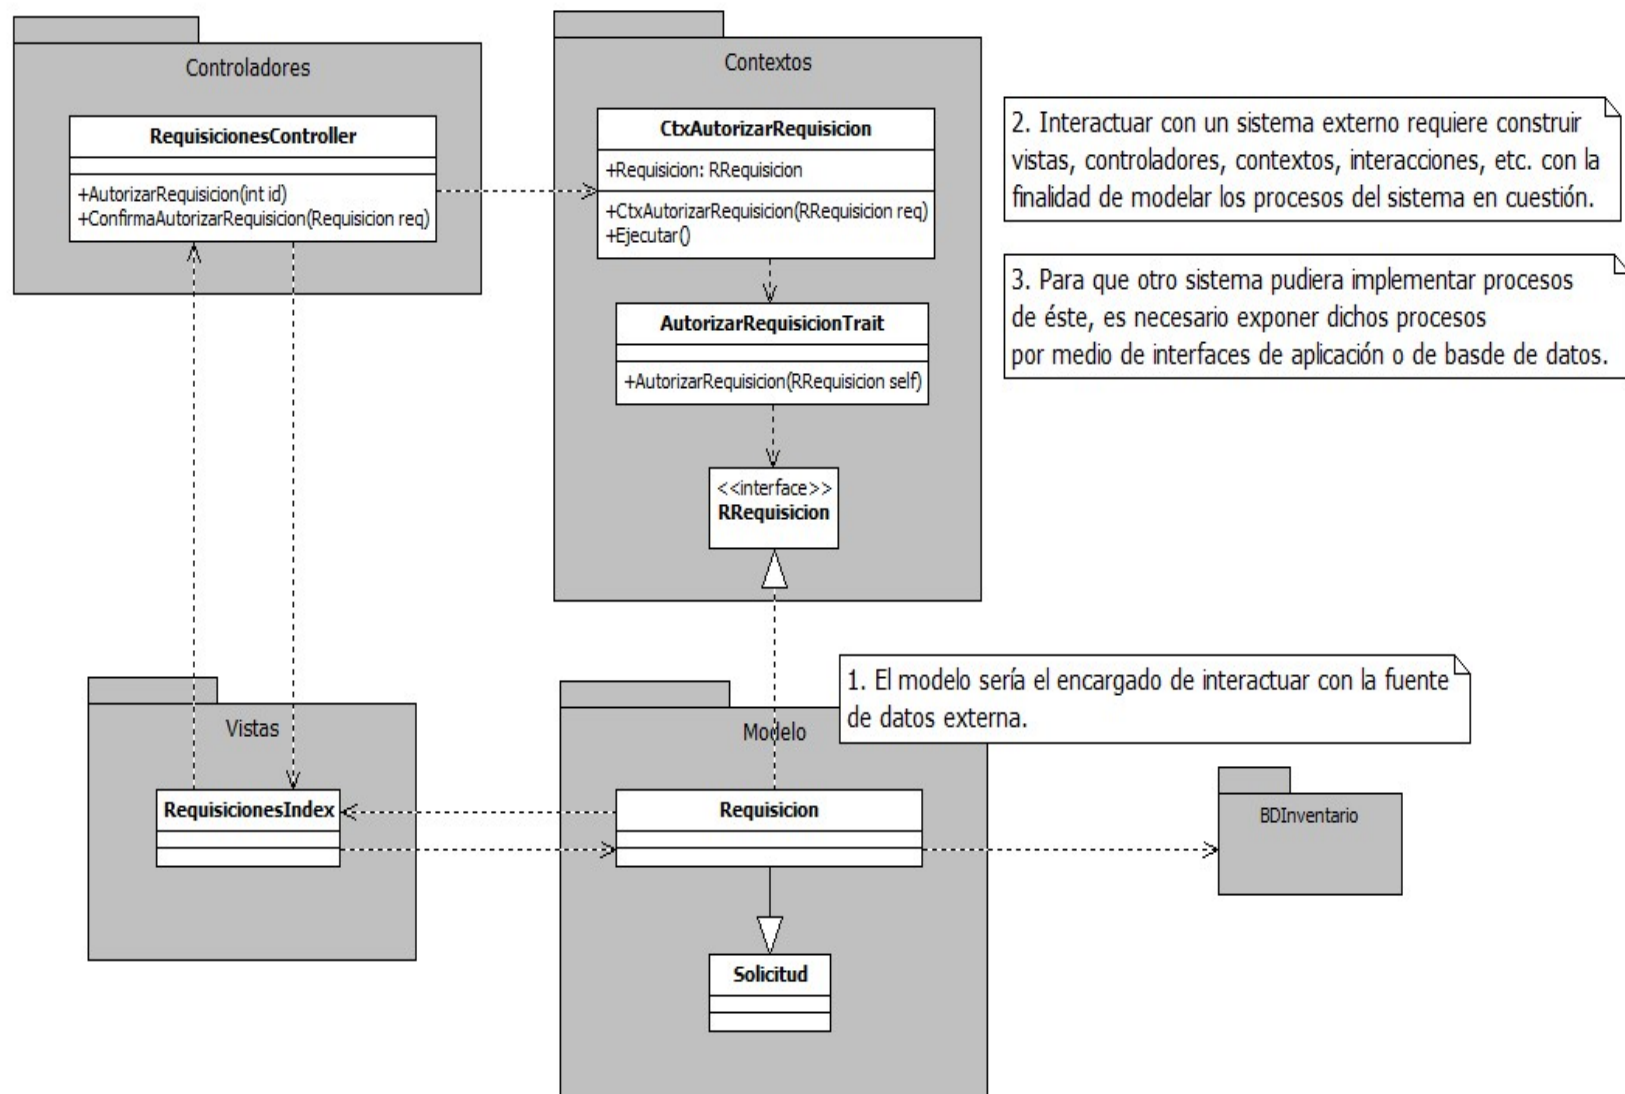 Controladores
RequisicionesController
+AutorizarRequisicion(int id)
+ConfirmaAutorizarRequisicion(Requisicion req)
Contextos
CtxAutorizarRequisicion
+Requisicion: RRequisicion
+CtxAutorizarRequisicion(RRequisicion req)
+Ejecutar()
AutorizarRequisicionTrait
+AutorizarRequisicion(RRequisicion self)
<<interface>>
RRequisicion
2. Interactuar con un sistema externo requiere construir
vistas, controladores, contextos, interacciones, etc. con la
finalidad de modelar los procesos del sistema en cuestión.
3. Para que otro sistema pudiera implementar procesos
de éste, es necesario exponer dichos procesos
por medio de interfaces de aplicación o de basde de datos.
1. El modelo sería el encargado de interactuar con la fuente
de datos externa.
Vistas
RequisicionesIndex
Modelo
Requisicion
Solicitud
BDInventario